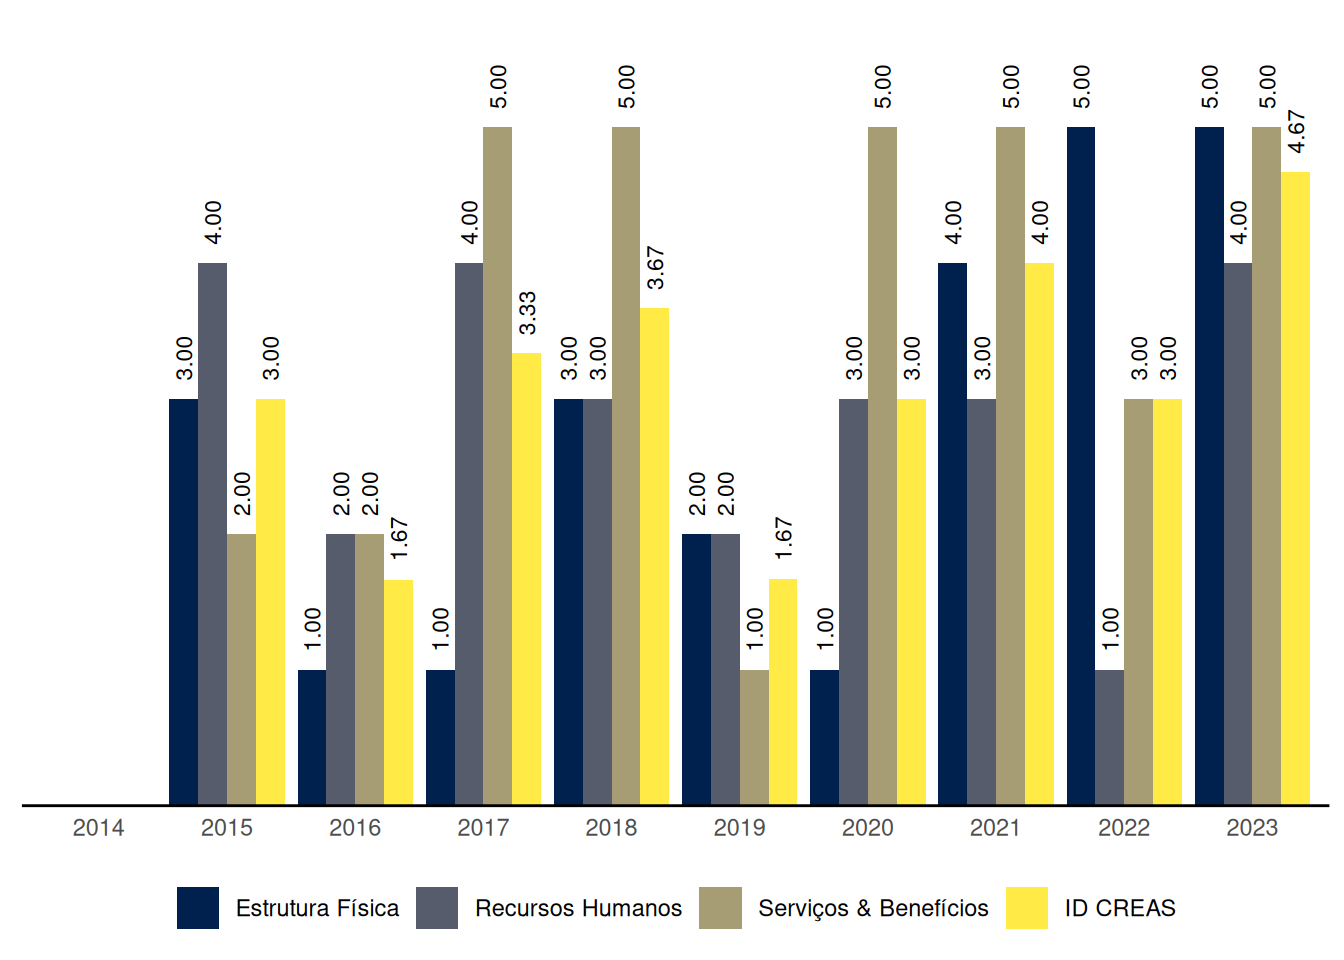 3.00 4.00 2.00 3.00
1.00 2.00 2.00 1.67
1.00 4.00 5.00 3.33
3.00 3.00 5.00 3.67
2.00 2.00 1.00 1.67
1.00 3.00 5.00 3.00
4.00 3.00 5.00 4.00
5.00 1.00 3.00 3.00
5.00 4.00 5.00 4.67
2014 2015 2016 2017 2018 2019 2020 2021 2022 2023
Estrutura Física Recursos Humanos Serviços & Benefícios ID CREAS